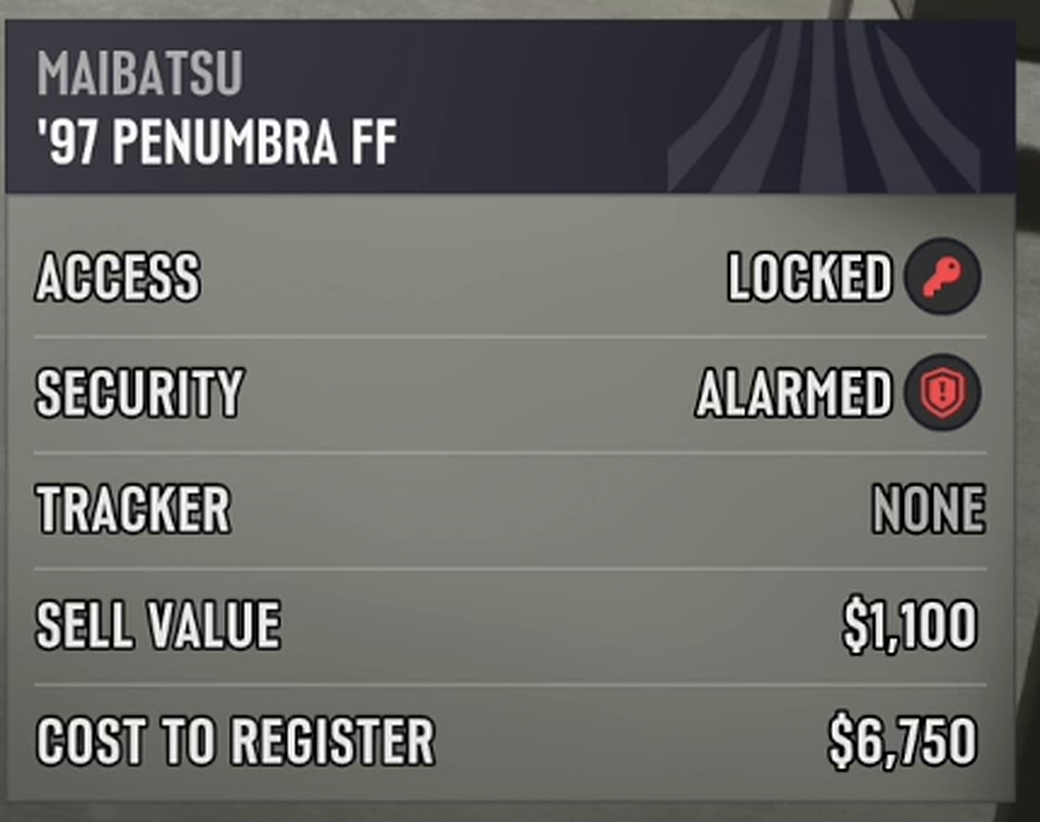 MAIBATSU
'97 PENUMBRA FF
ACCESS LOCKED
SECURITY ALARMED
TRACKER NONE
SELL VALUE $1,100
COST TO REGISTER $6,750